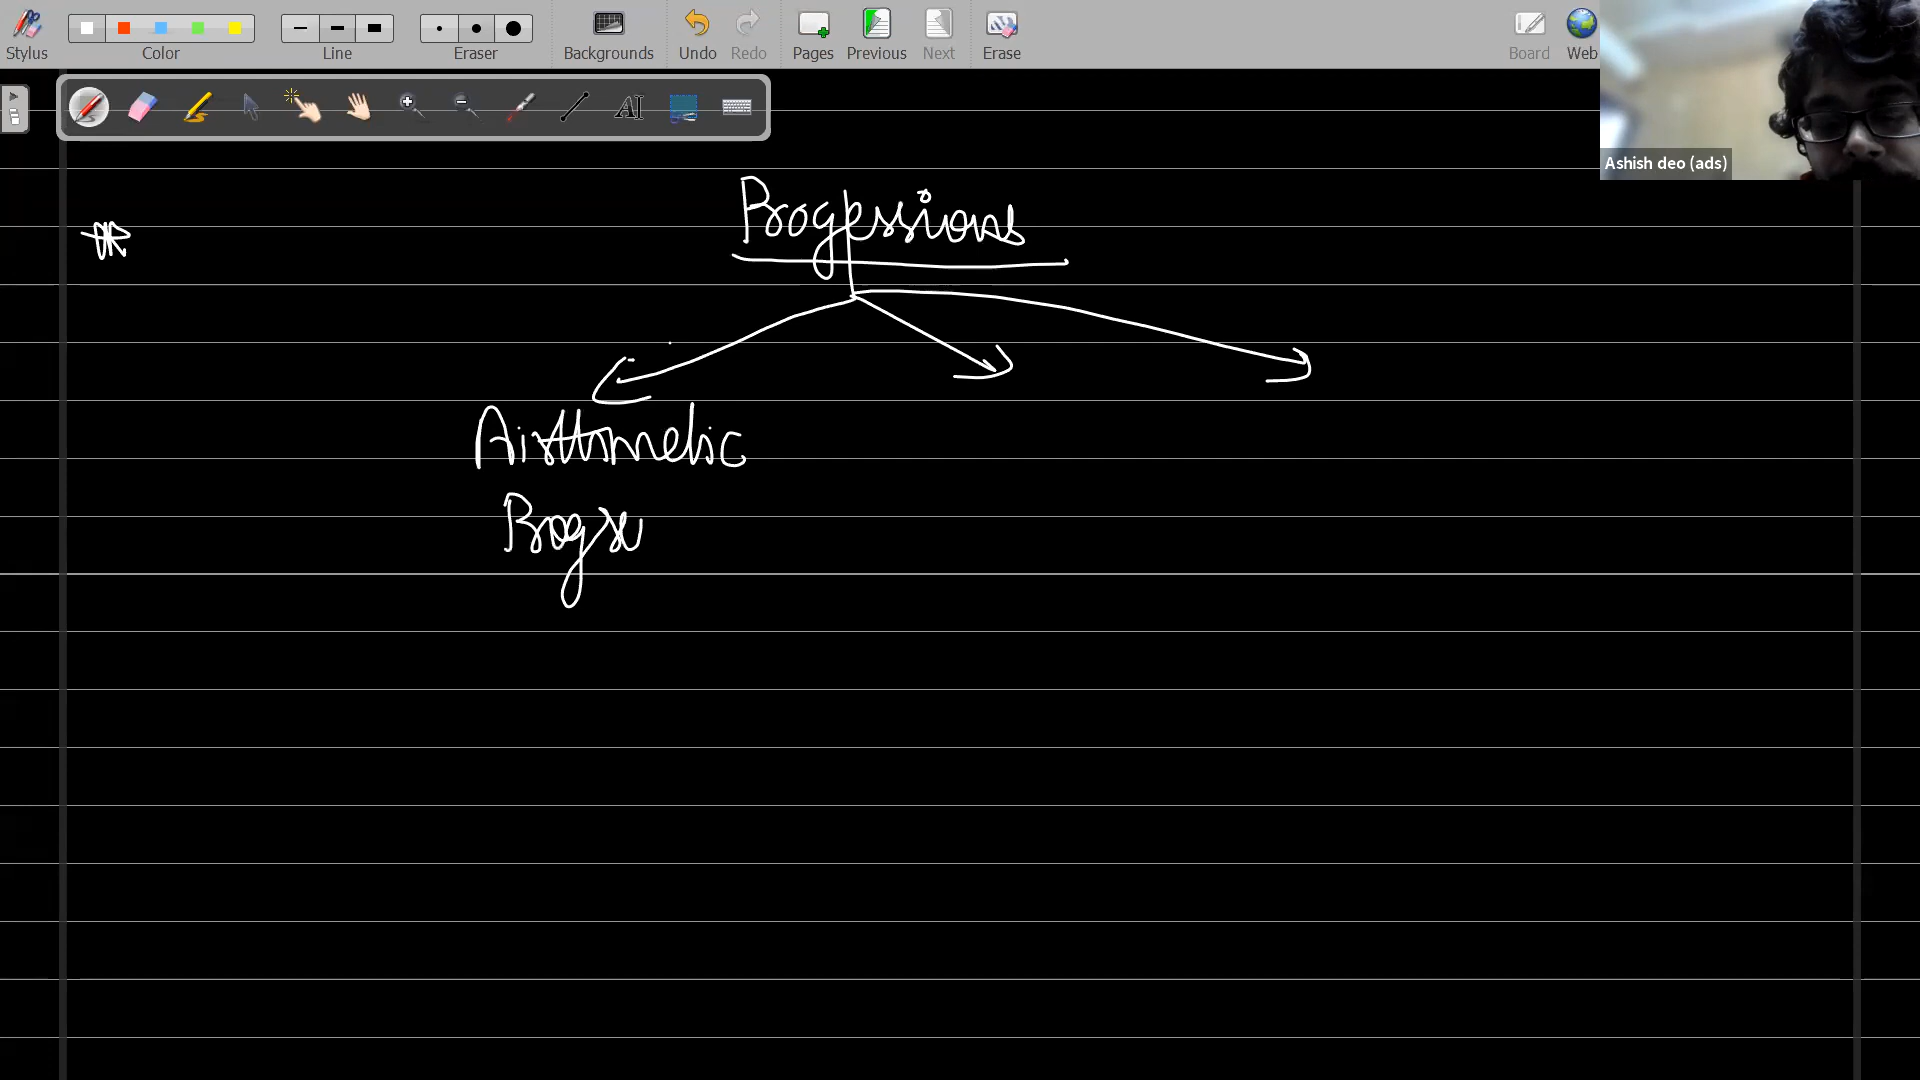 Stylus Color Line Eraser Backgrounds Undo Redo Pages Previous Next Erase Board Web
AI
Ashish deo (ads)
Progessions
Airthmetic
Progre